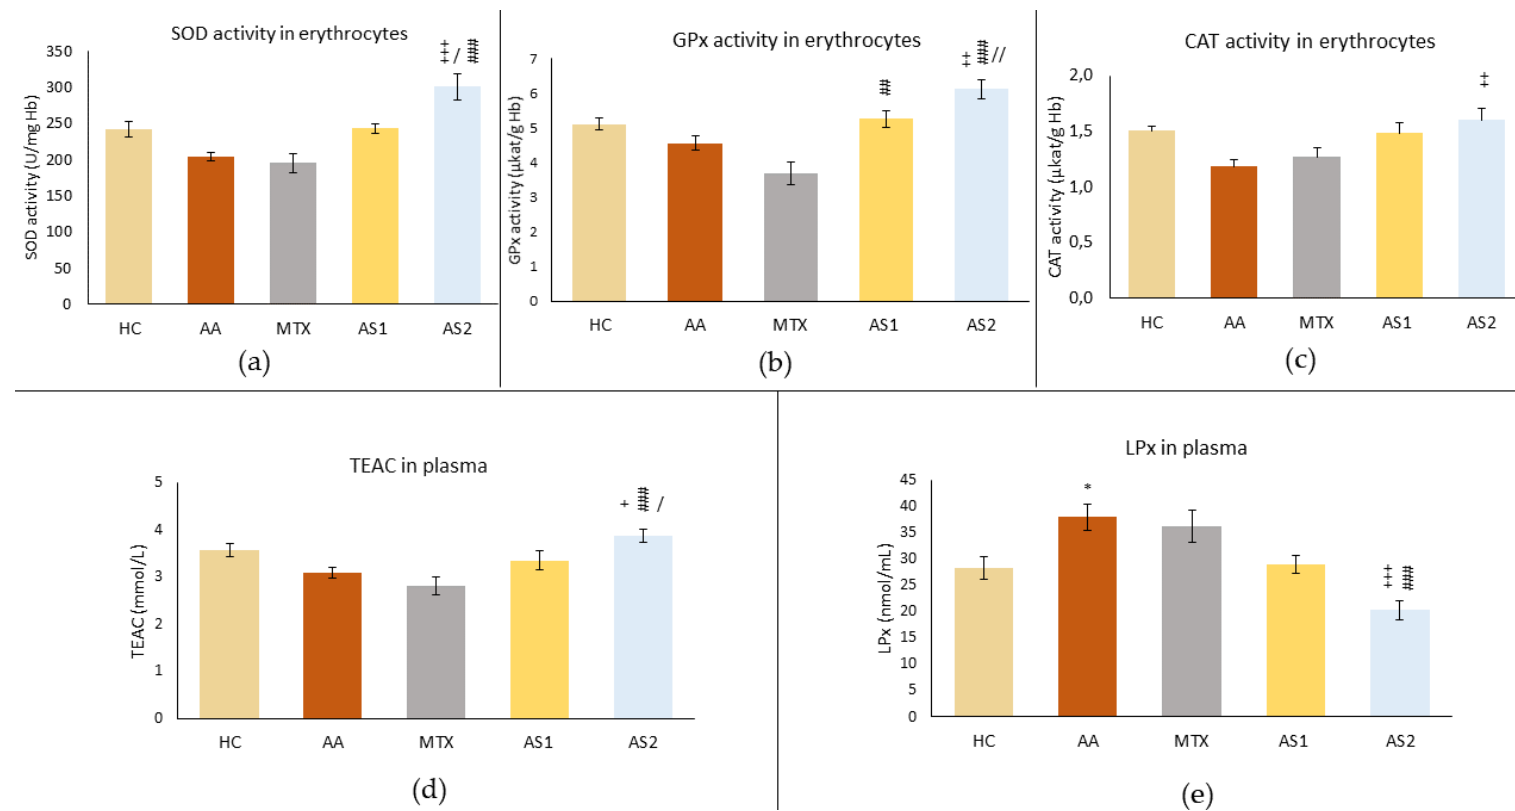 SOD activity in erythrocytes
SOD activity (U/mg Hb)
350
300
250
200
150
100
50
0
+++ / ####
HC AA MTX AS1 AS2
(a)
GPx activity in erythrocytes
GPx activity (µkat/g Hb)
7
6
5
4
3
2
1
0
##
++ #### //
HC AA MTX AS1 AS2
(b)
CAT activity in erythrocytes
CAT activity (µkat/g Hb)
2,0
1,5
1,0
0,5
0,0
++
HC AA MTX AS1 AS2
(c)
TEAC in plasma
TEAC (mmol/L)
5
4
3
2
1
0
+ #### /
HC AA MTX AS1 AS2
(d)
LPx in plasma
LPx (nmol/mL)
45
40
35
30
25
20
15
10
5
0
*
+++ ####
HC AA MTX AS1 AS2
(e)